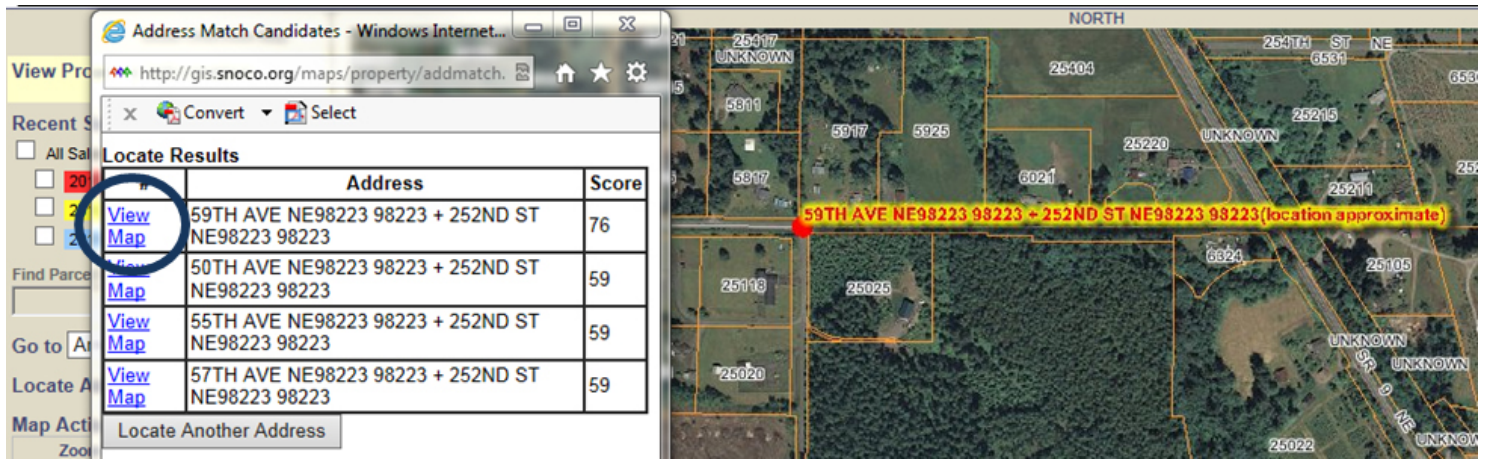 Address Match Candidates - Windows Internet...
http://gis.snoco.org/maps/property/addmatch.
x Convert Select
Locate Results
# Address Score
View Map 59TH AVE NE98223 98223 + 252ND ST NE98223 98223 76
View Map 50TH AVE NE98223 98223 + 252ND ST NE98223 98223 59
View Map 55TH AVE NE98223 98223 + 252ND ST NE98223 98223 59
View Map 57TH AVE NE98223 98223 + 252ND ST NE98223 98223 59
Locate Another Address
View Pro
Recent S
All Sal
Find Parce
Go to
Locate A
Map Acti
Zoo
NORTH
25417
UNKNOWN
254TH ST NE
6531
25404
5811
5917
5925
25215
UNKNOWN
25220
5817
6021
25211
59TH AVE NE98223 98223 + 252ND ST NE98223 98223(location approximate)
6324
25105
25118
25025
UNKNOWN
SR 9 NE
UNKNOWN
25020
25022
UNKNOW